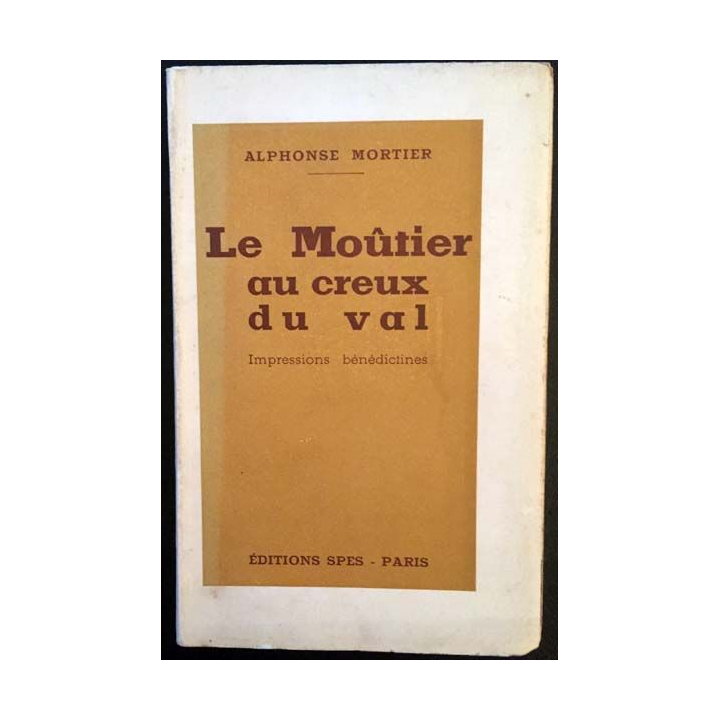 ALPHONSE MORTIER
Le Moûtier
au creux
du val
Impressions bénédictines
ÉDITIONS SPES - PARIS